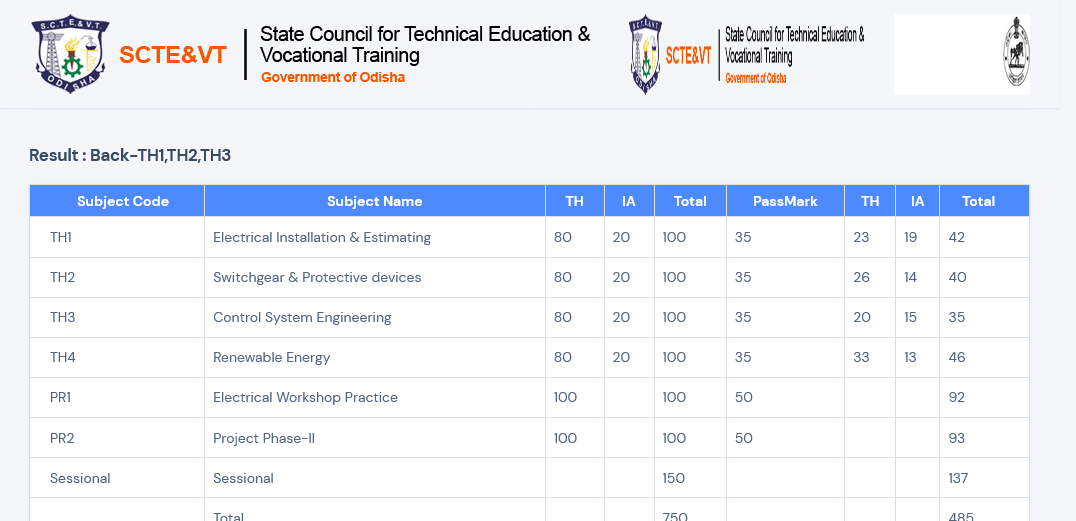 S.C.T.E.&V.T.
ODISHA
SCTE&VT
State Council for Technical Education &
Vocational Training
Government of Odisha
SCTE&VT
State Council for Technical Education &
Vocational Training
Government of Odisha
Result : Back-TH1,TH2,TH3
Subject Code Subject Name TH IA Total PassMark TH IA Total
TH1 Electrical Installation & Estimating 80 20 100 35 23 19 42
TH2 Switchgear & Protective devices 80 20 100 35 26 14 40
TH3 Control System Engineering 80 20 100 35 20 15 35
TH4 Renewable Energy 80 20 100 35 33 13 46
PR1 Electrical Workshop Practice 100 100 50 92
PR2 Project Phase-II 100 100 50 93
Sessional Sessional 150 137
Total 750 485